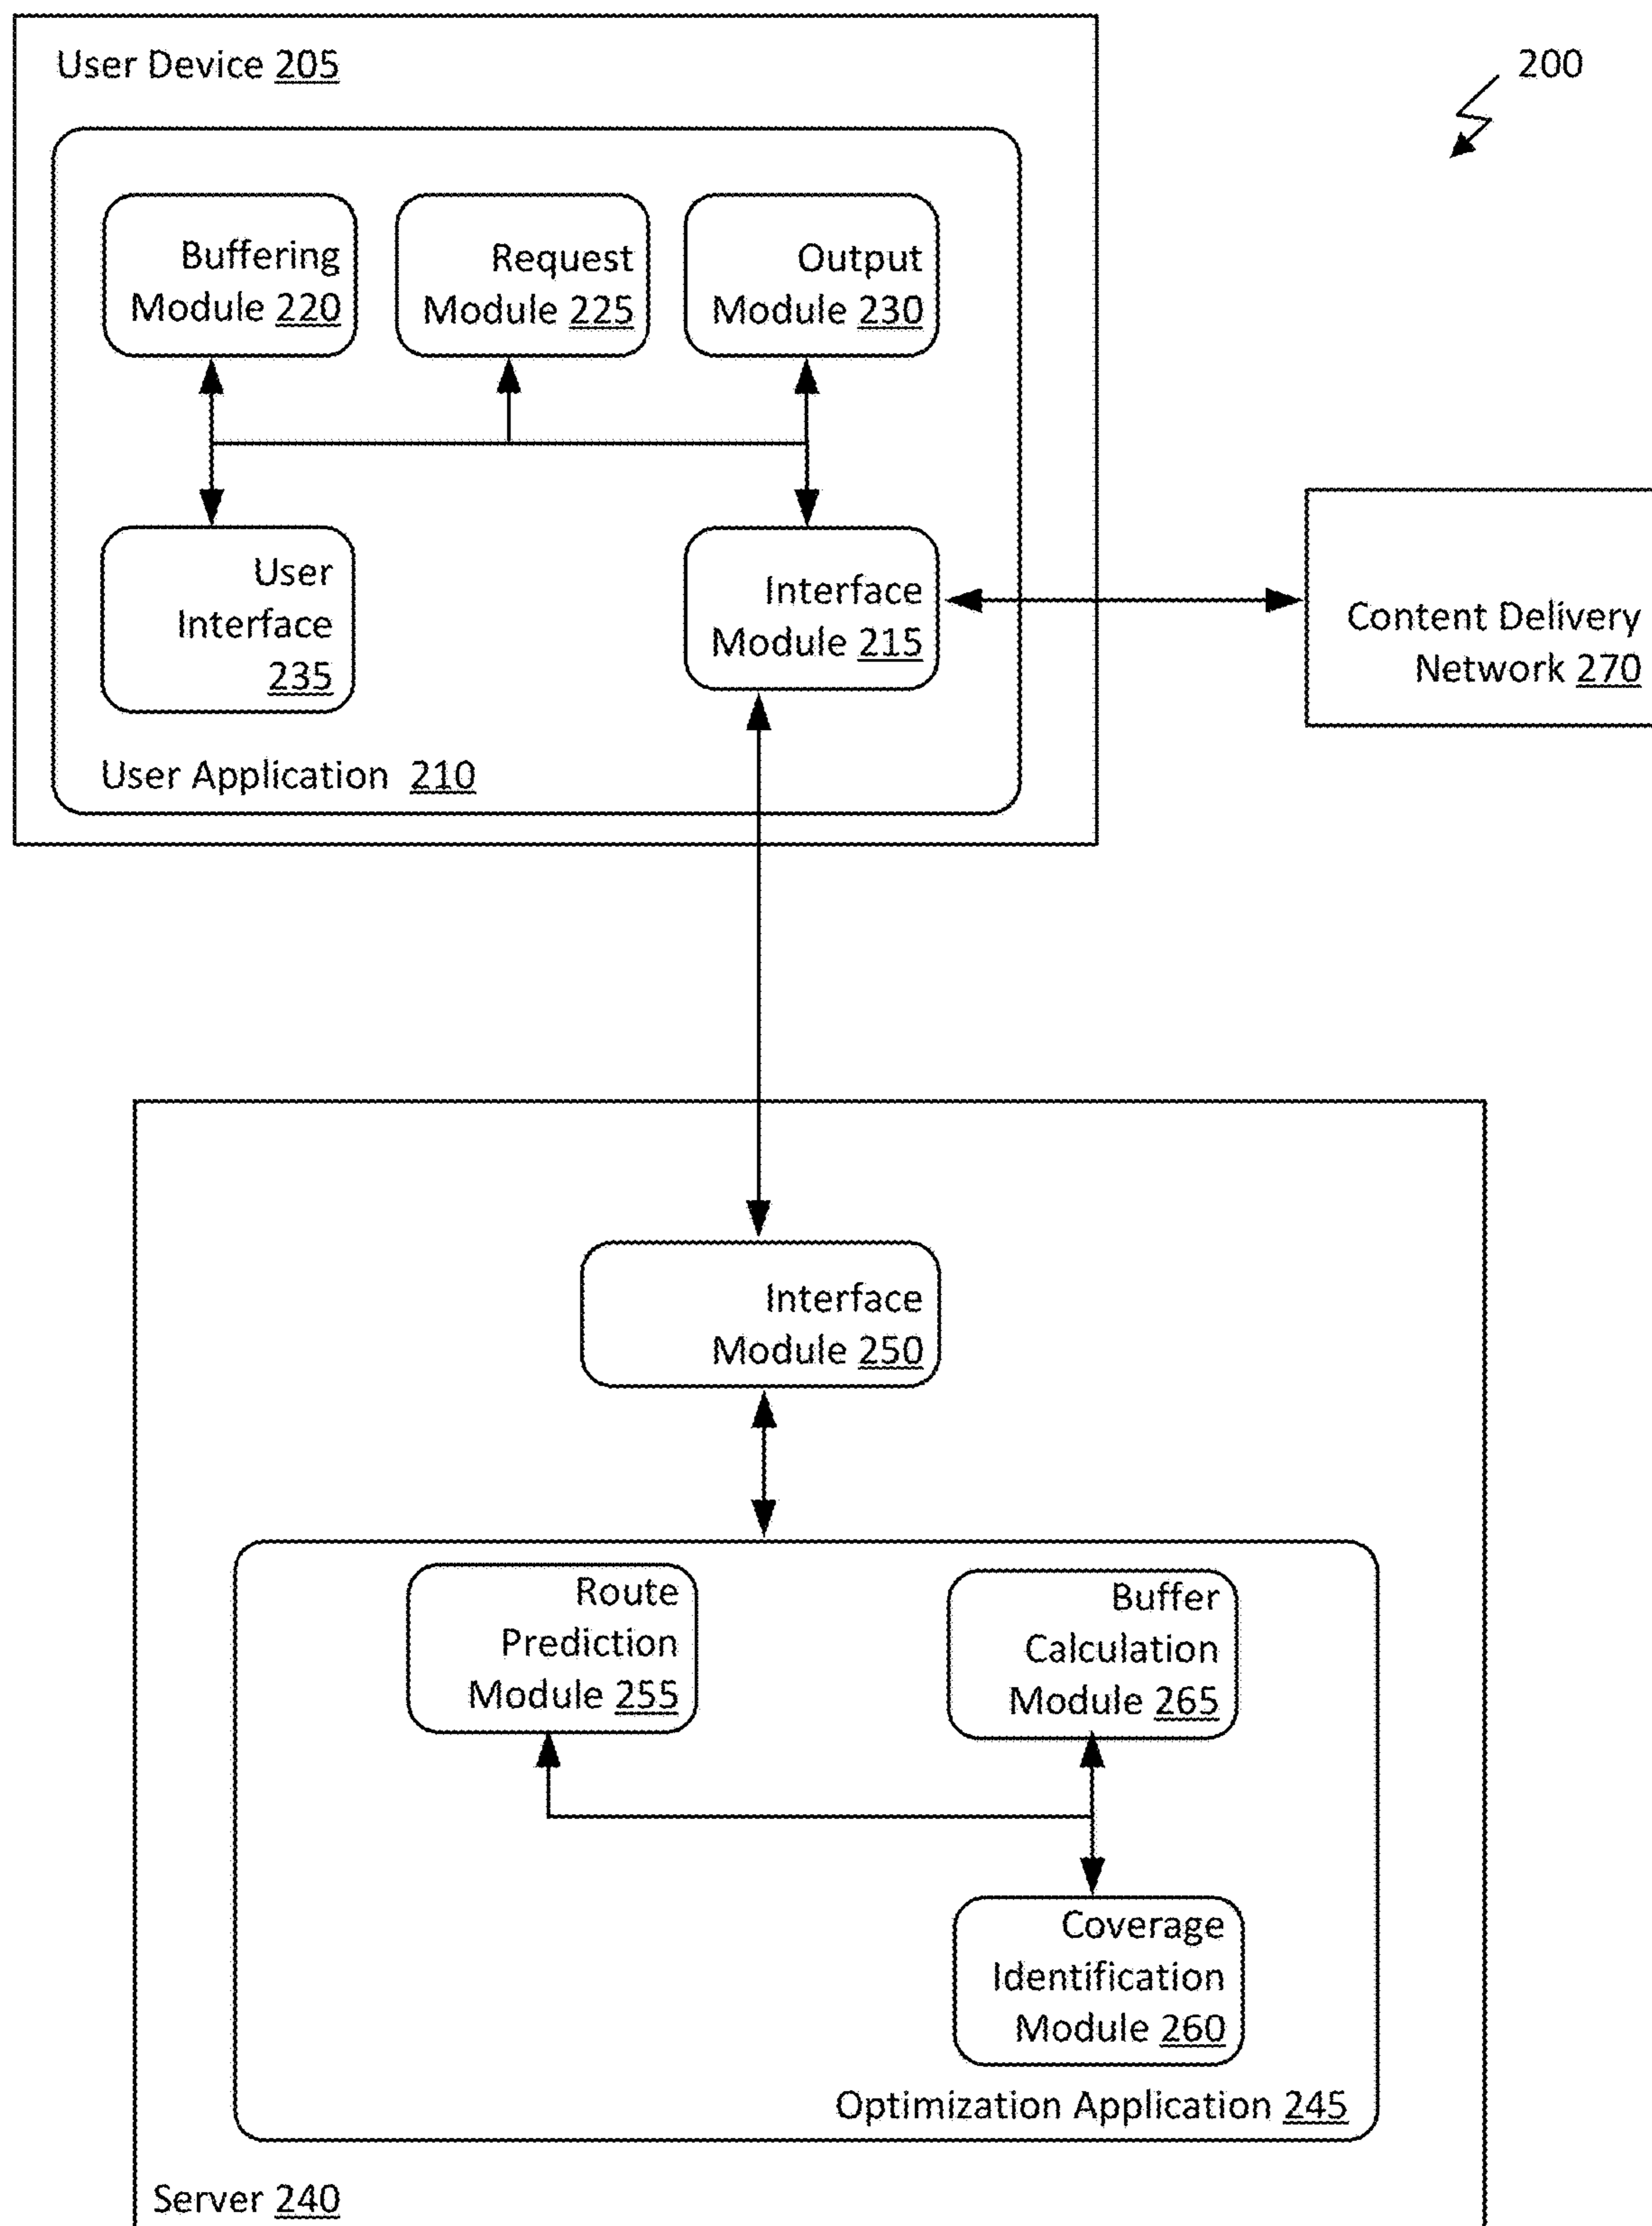 User Device 205
200
Buffering
Module 220
Request
Module 225
Output
Module 230
User
Interface
235
Interface
Module 215
Content Delivery
Network 270
User Application 210
Interface
Module 250
Route
Prediction
Module 255
Buffer
Calculation
Module 265
Coverage
Identification
Module 260
Optimization Application 245
Server 240